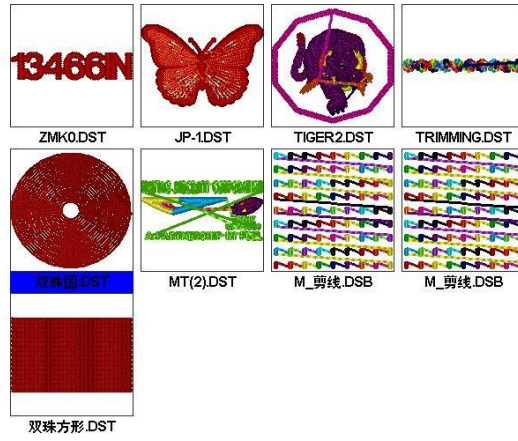 13466IN
ZMK0.DST
JP-1.DST
TIGER2.DST
TRIMMING.DST
双珠圆.DST
MT(2).DST
M_剪线.DSB
M_剪线.DSB
双珠方形.DST